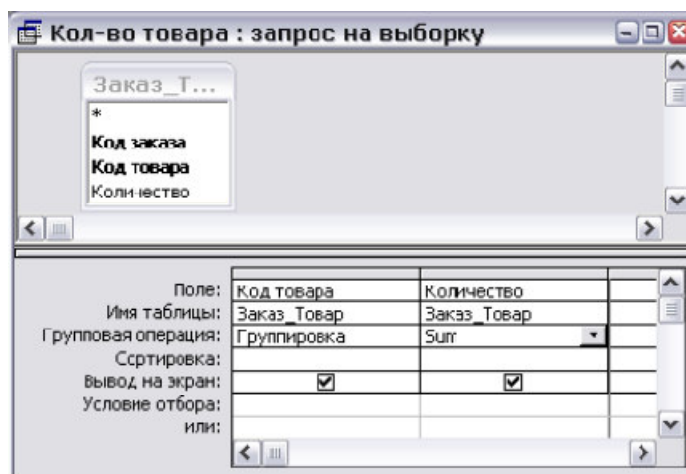 Кол-во товара : запрос на выборку
Заказ_Т...
*
Код заказа
Код товара
Количество
Поле: Код товара Количество
Имя таблицы: Заказ_Товар Заказ_Товар
Групповая операция: Группировка Sum
Сортировка:
Вывод на экран:
Условие отбора:
или: